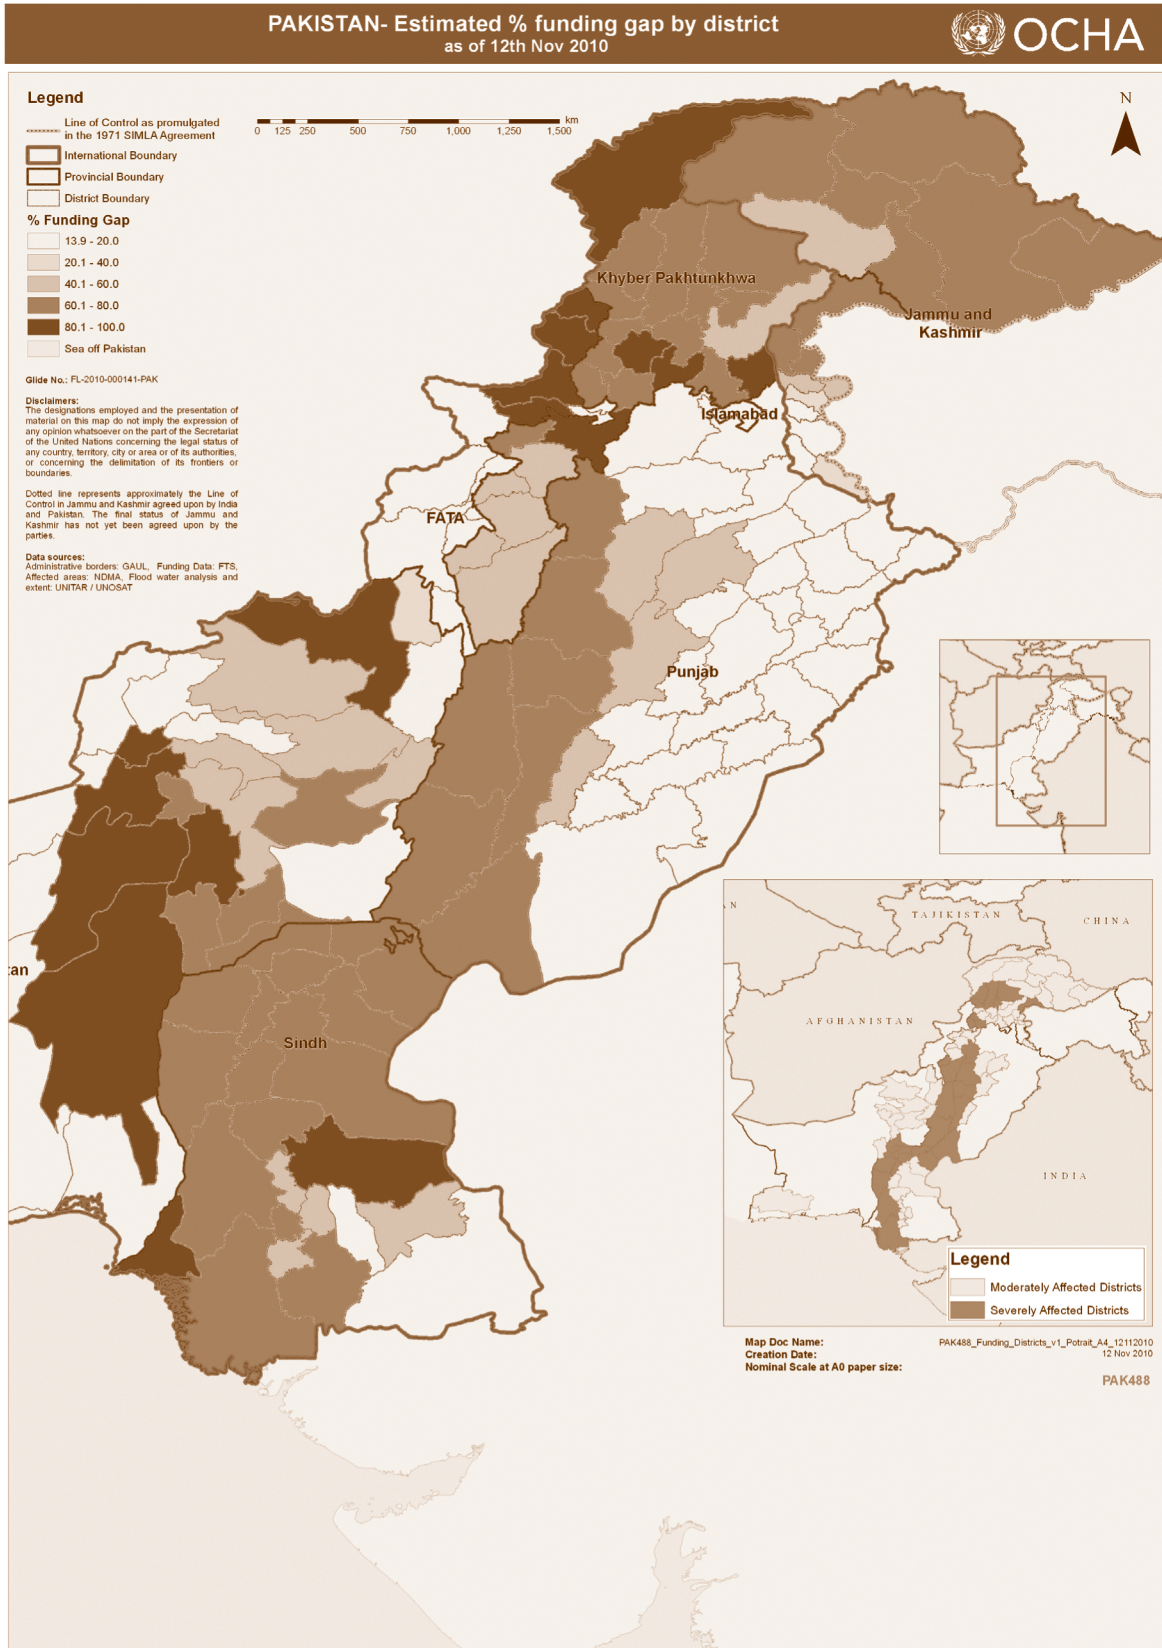 PAKISTAN- Estimated % funding gap by district
as of 12th Nov 2010
OCHA
Legend
Line of Control as promulgated
in the 1971 SIMLA Agreement
International Boundary
Provincial Boundary
District Boundary
% Funding Gap
13.9 - 20.0
20.1 - 40.0
40.1 - 60.0
60.1 - 80.0
80.1 - 100.0
Sea off Pakistan
0 125 250 500 750 1,000 1,250 1,500 km
N
Glide No.: FL-2010-000141-PAK
Disclaimers:
The designations employed and the presentation of
material on this map do not imply the expression of
any opinion whatsoever on the part of the Secretariat
of the United Nations concerning the legal status of
any country, territory, city or area or of its authorities,
or concerning the delimitation of its frontiers or
boundaries.
Dotted line represents approximately the Line of
Control in Jammu and Kashmir agreed upon by India
and Pakistan. The final status of Jammu and
Kashmir has not yet been agreed upon by the
parties.
Data sources:
Administrative borders: GAUL, Funding Data: FTS,
Affected areas: NDMA, Flood water analysis and
extent: UNITAR / UNOSAT
Khyber Pakhtunkhwa
Jammu and
Kashmir
Islamabad
FATA
Punjab
tan
Sindh
AN
TAJIKISTAN
CHINA
AFGHANISTAN
INDIA
Legend
Moderately Affected Districts
Severely Affected Districts
Map Doc Name: PAK488_Funding_Districts_v1_Potrait_A4_12112010
Creation Date: 12 Nov 2010
Nominal Scale at A0 paper size:
PAK488